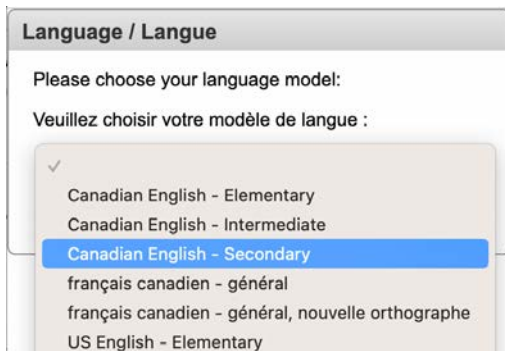 Language / Langue
Please choose your language model:
Veuillez choisir votre modèle de langue :
Canadian English - Elementary
Canadian English - Intermediate
Canadian English - Secondary
français canadien - général
français canadien - général, nouvelle orthographe
US English - Elementary